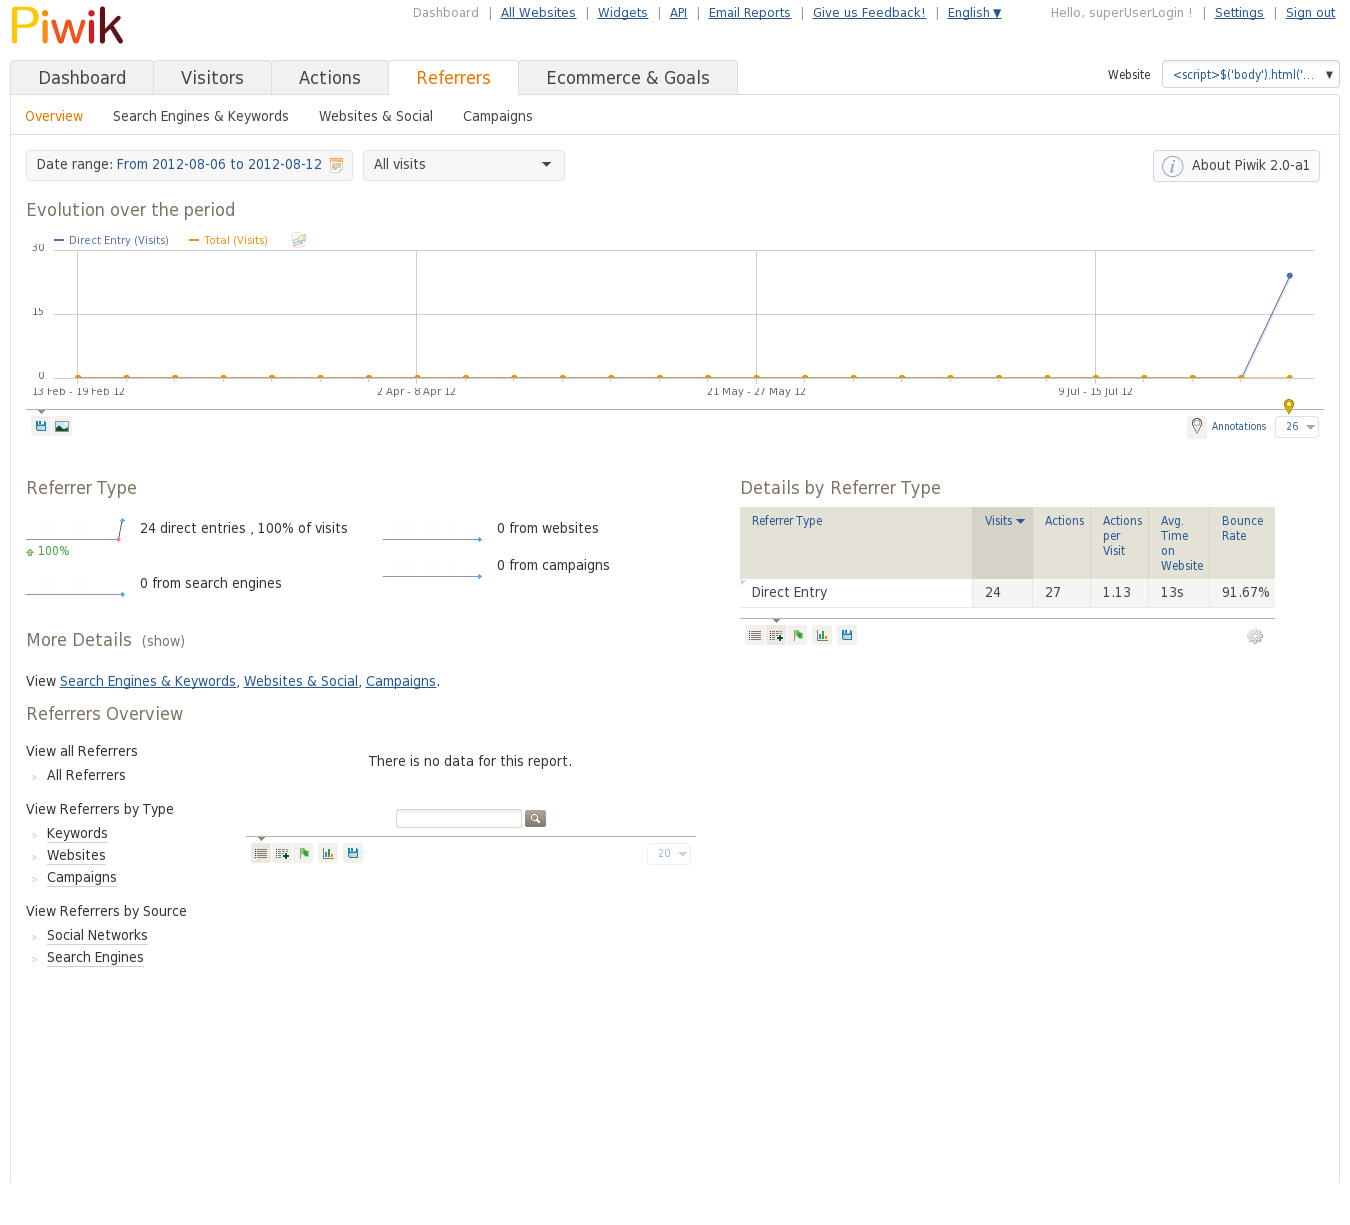 Piwik
Dashboard | All Websites | Widgets | API | Email Reports | Give us Feedback! | English ▼
Hello, superUserLogin ! | Settings | Sign out
Dashboard
Visitors
Actions
Referrers
Ecommerce & Goals
Website
<script>$('body').html('... ▼
Overview
Search Engines & Keywords
Websites & Social
Campaigns
Date range: From 2012-08-06 to 2012-08-12
All visits
i About Piwik 2.0-a1
Evolution over the period
Direct Entry (Visits)
Total (Visits)
30
15
0
13 Feb - 19 Feb 12
2 Apr - 8 Apr 12
21 May - 27 May 12
9 Jul - 15 Jul 12
Annotations
26
Referrer Type
24 direct entries , 100% of visits
100%
0 from search engines
0 from websites
0 from campaigns
Details by Referrer Type
Referrer Type
Visits
Actions
Actions
per
Visit
Avg.
Time
on
Website
Bounce
Rate
Direct Entry 24 27 1.13 13s 91.67%
More Details (show)
View Search Engines & Keywords, Websites & Social, Campaigns.
Referrers Overview
View all Referrers
» All Referrers
View Referrers by Type
» Keywords
» Websites
» Campaigns
View Referrers by Source
» Social Networks
» Search Engines
There is no data for this report.
20